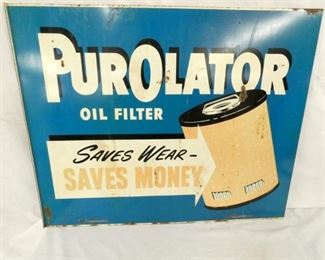 PUROLATOR
OIL FILTER
SAVES WEAR-
SAVES MONEY